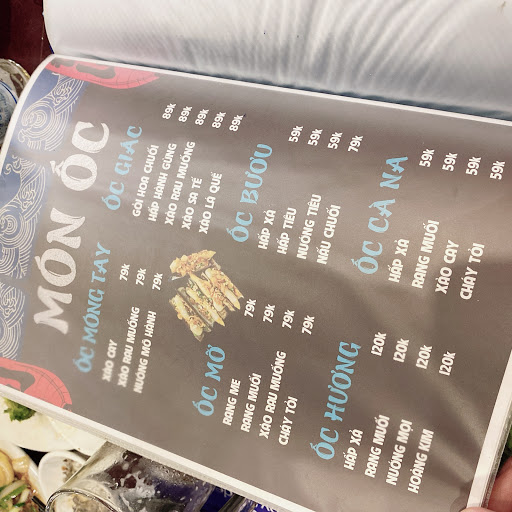 MÓN ỐC
ỐC MÓNG TAY
XÀO CAY 79K
XÀO RAU MUỐNG 79K
NƯỚNG MỠ HÀNH 79K
ỐC GIÁC
GỎI HOA CHUỐI 89K
HẤP HÀNH GỪNG 89K
XÀO RAU MUỐNG 89K
XÀO SA TẾ 89K
XÀO LÁ QUẾ 89K
ỐC MỠ
RANG ME 79K
RANG MUỐI 79K
XÀO RAU MUỐNG 79K
CHÁY TỎI 79K
ỐC BƯƠU
HẤP XẢ 59K
HẤP TIÊU 59K
NƯỚNG TIÊU 59K
NẤU CHUỐI 79K
ỐC HƯƠNG
HẤP XẢ 120K
RANG MUỐI 120K
NƯỚNG MỌI 120K
HOÀNG KIM 120K
ỐC CÀ NA
HẤP XẢ 59K
RANG MUỐI 59K
XÀO CAY 59K
CHÁY TỎI 59K